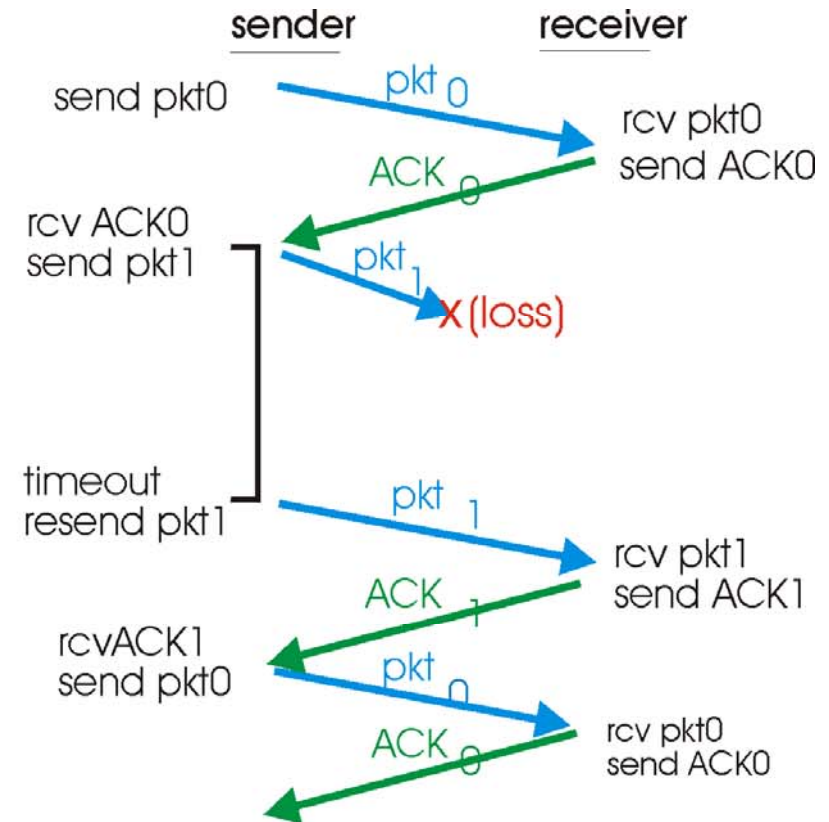 sender
receiver
send pkt0
pkt 0
rcv pkt0
send ACK0
ACK 0
rcv ACK0
send pkt1
pkt 1
X (loss)
timeout
resend pkt1
pkt 1
rcv pkt1
send ACK1
ACK 1
rcvACK1
send pkt0
pkt 0
rcv pkt0
send ACK0
ACK 0